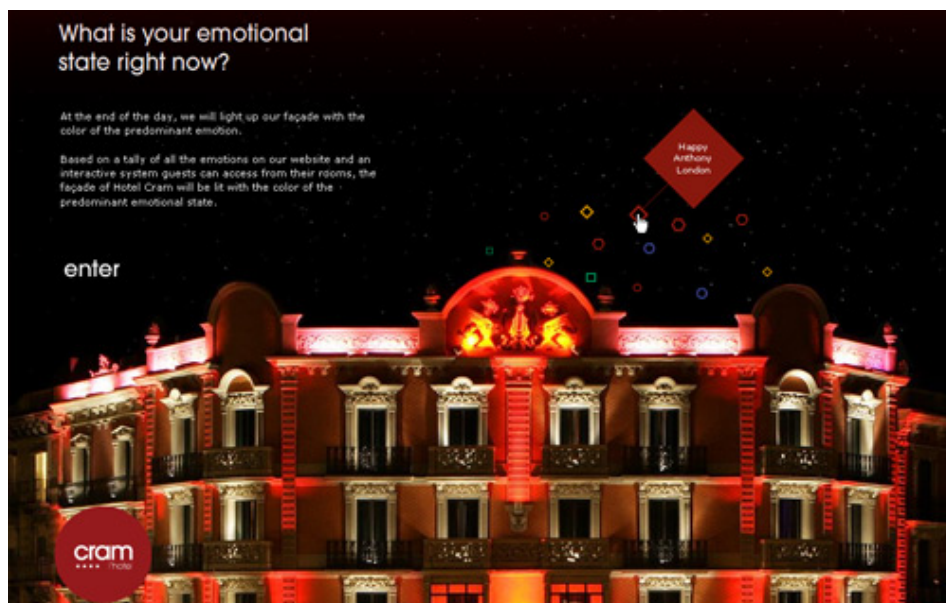 What is your emotional
state right now?
At the end of the day, we will light up our façade with the
color of the predominant emotion.
Based on a tally of all the emotions on our website and an
interactive system guests can access from their rooms, the
façade of Hotel Cram will be lit with the color of the
predominant emotional state.
Happy
Anthony
London
enter
cram
hotel